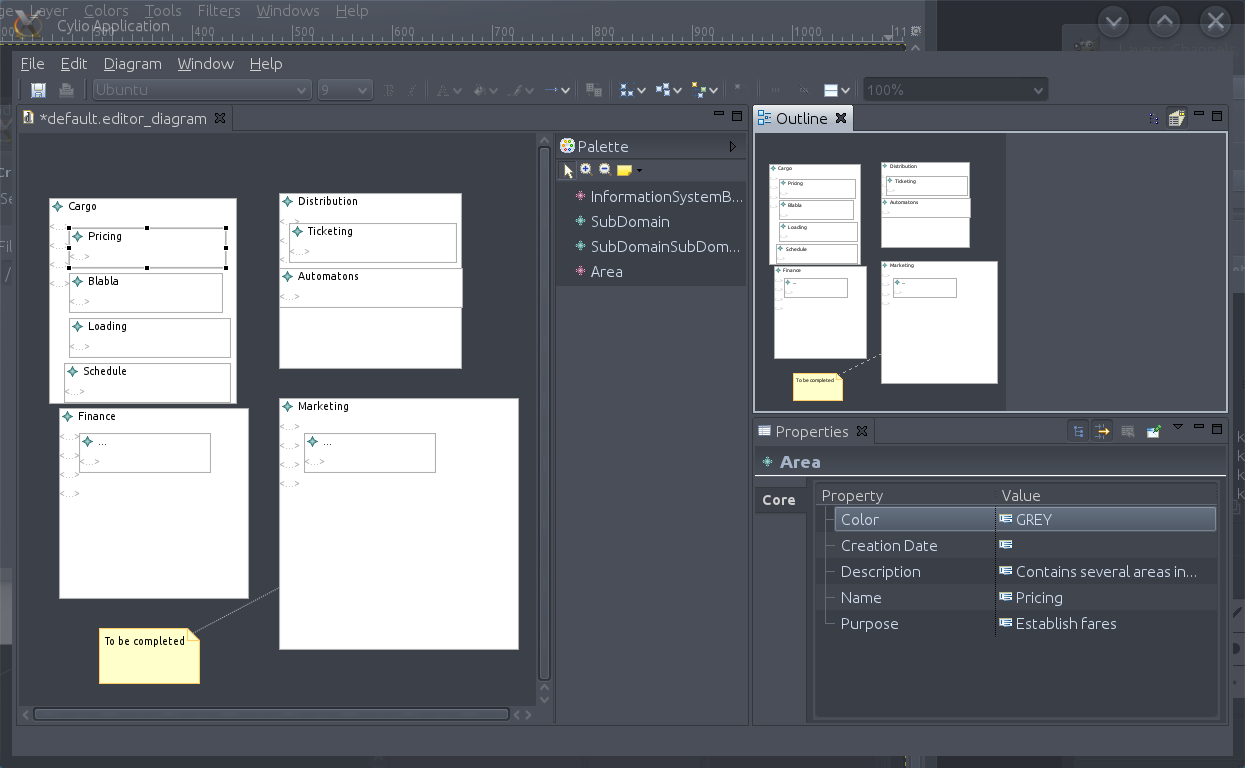 Layer Colors Tools Filters Windows Help
Cylio Application
400 500 600 700 800 900 1000
File Edit Diagram Window Help
Ubuntu 9 100%
*default.editor_diagram
Cargo
Pricing
<...>
Blabla
<...>
Loading
<...>
Schedule
<...>
Distribution
Ticketing
<...>
Automatons
<...>
Finance
<...> ...
<...> <...>
<...>
<...>
Marketing
<...>
<...> ...
<...> <...>
<...>
To be completed
Palette
InformationSystemB...
SubDomain
SubDomainSubDom...
Area
Outline
Cargo
Pricing
Blabla
Loading
Schedule
Distribution
Ticketing
Automatons
Finance
Marketing
To be completed
Properties
Area
Core
Property Value
Color GREY
Creation Date
Description Contains several areas in...
Name Pricing
Purpose Establish fares